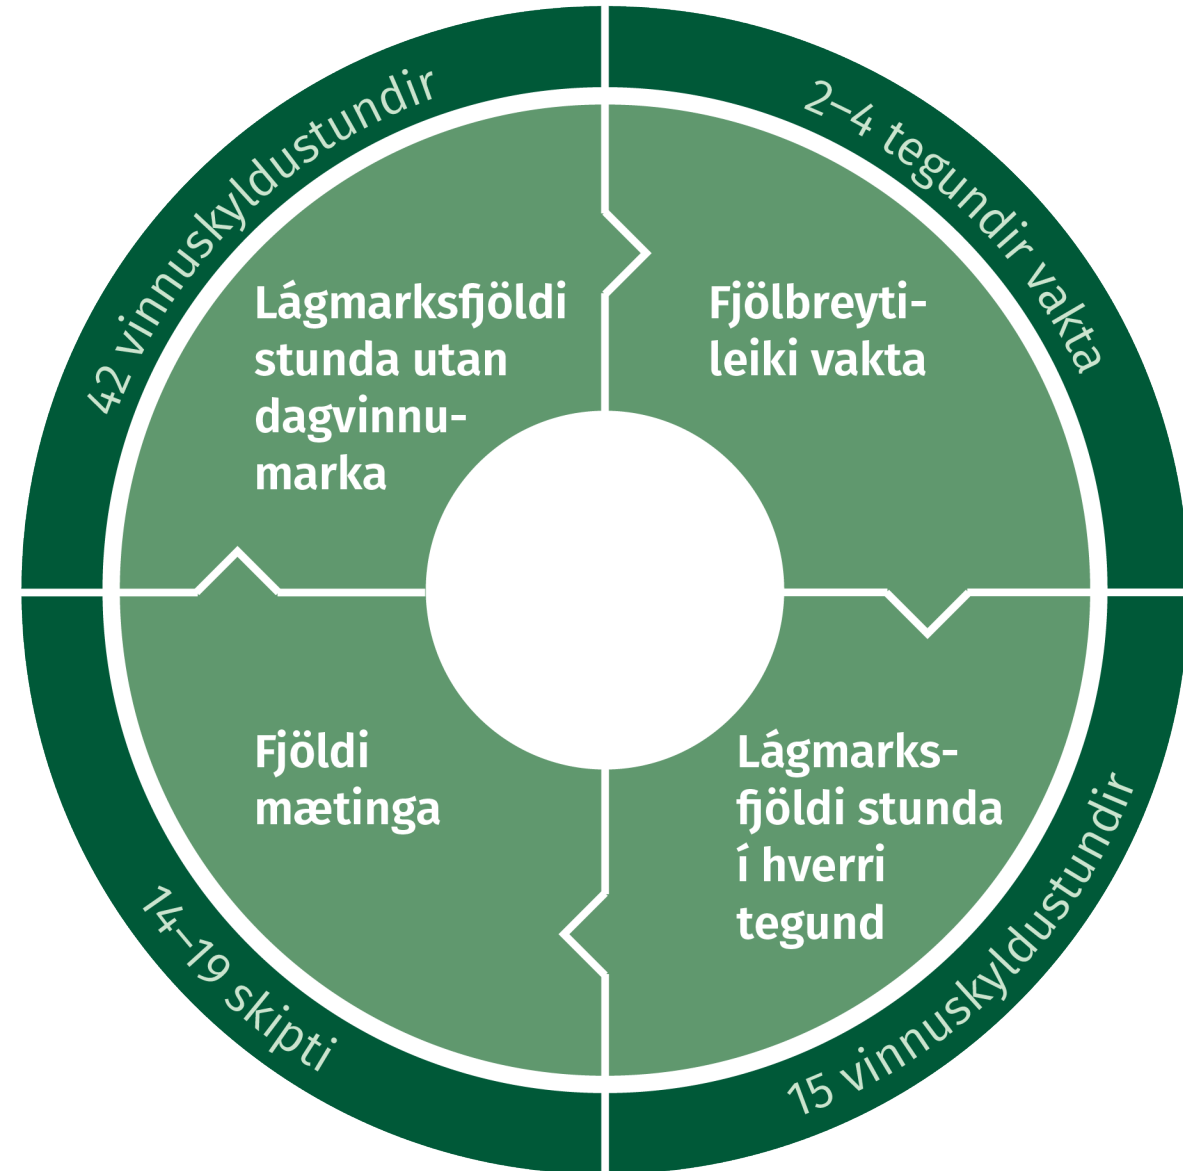 42 vinnuskyldustundir
2–4 tegundir vakta
Lágmarksfjöldi
stunda utan
dagvinnu-
marka
Fjölbreyti-
leiki vakta
Fjöldi
mætinga
Lágmarks-
fjöldi stunda
í hverri
tegund
14–19 skipti
15 vinnuskyldustundir